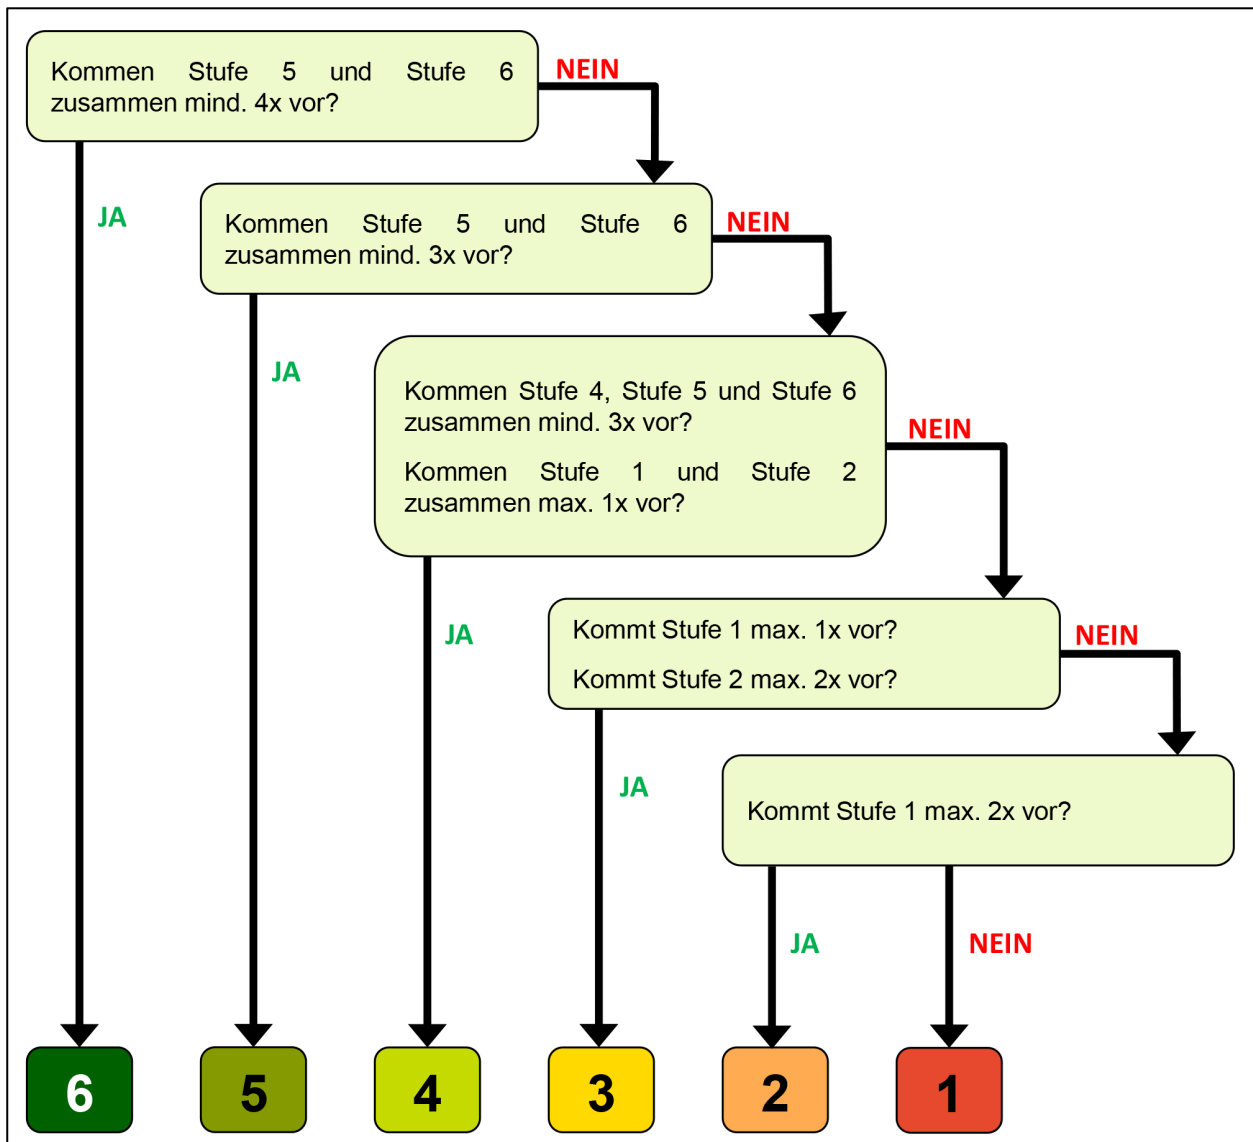 Kommen Stufe 5 und Stufe 6
zusammen mind. 4x vor?
NEIN
JA
Kommen Stufe 5 und Stufe 6
zusammen mind. 3x vor?
NEIN
JA
Kommen Stufe 4, Stufe 5 und Stufe 6
zusammen mind. 3x vor?
Kommen Stufe 1 und Stufe 2
zusammen max. 1x vor?
NEIN
JA
Kommt Stufe 1 max. 1x vor?
Kommt Stufe 2 max. 2x vor?
NEIN
JA
Kommt Stufe 1 max. 2x vor?
JA
NEIN
6
5
4
3
2
1